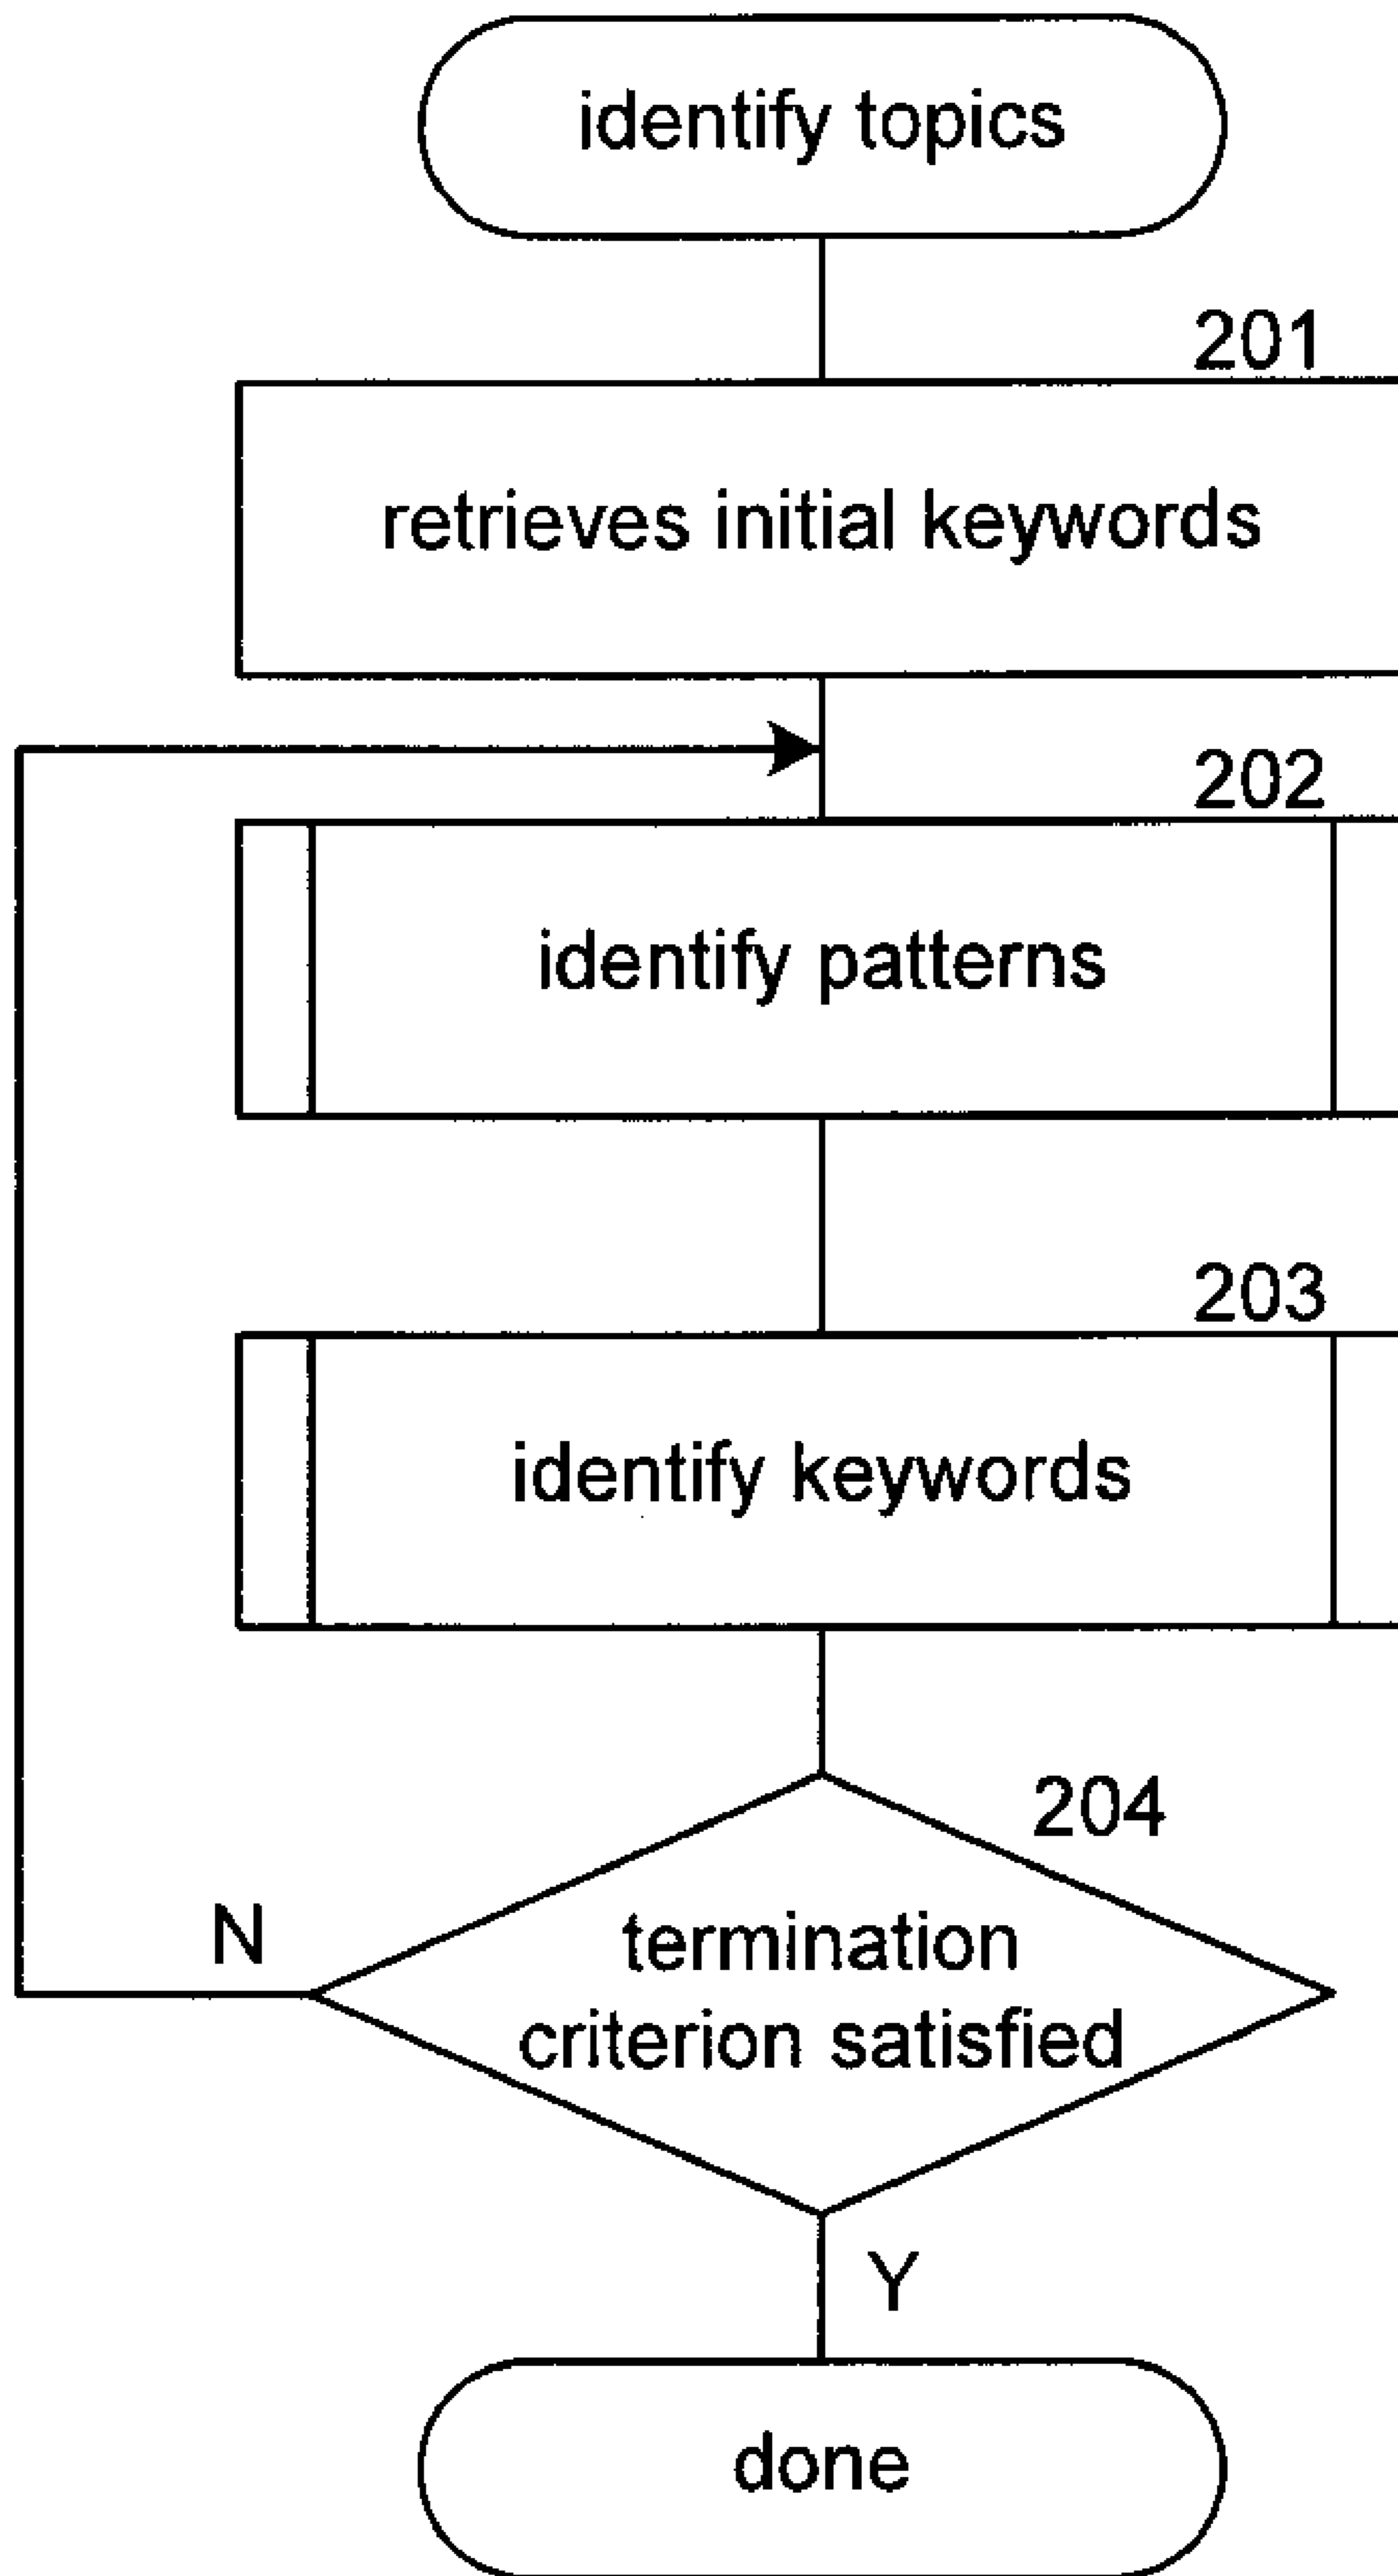 identify topics
201
retrieves initial keywords
202
identify patterns
203
identify keywords
204
N
termination
criterion satisfied
Y
done